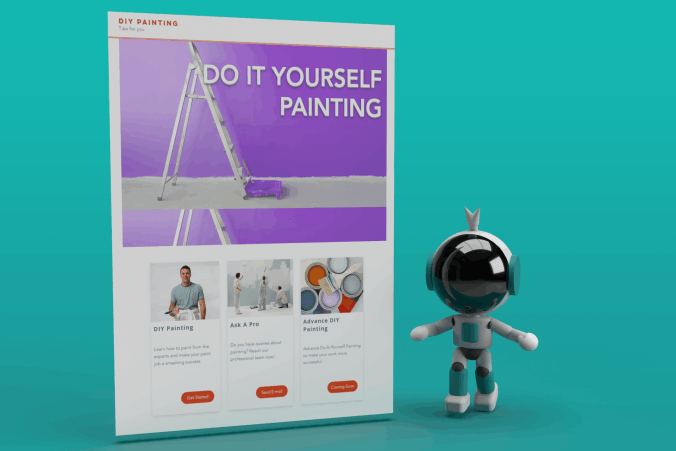 DIY PAINTING
Tips for you
DO IT YOURSELF
PAINTING
DIY Painting
Learn how to paint from the
experts and make your paint
job a smashing success.
Get Started
Ask A Pro
Do you have queries about
painting? Reach our
professional team now!
Send E-mail
Advance DIY
Painting
Advance Do-It-Yourself Painting
to make your work more
successful
Coming Soon